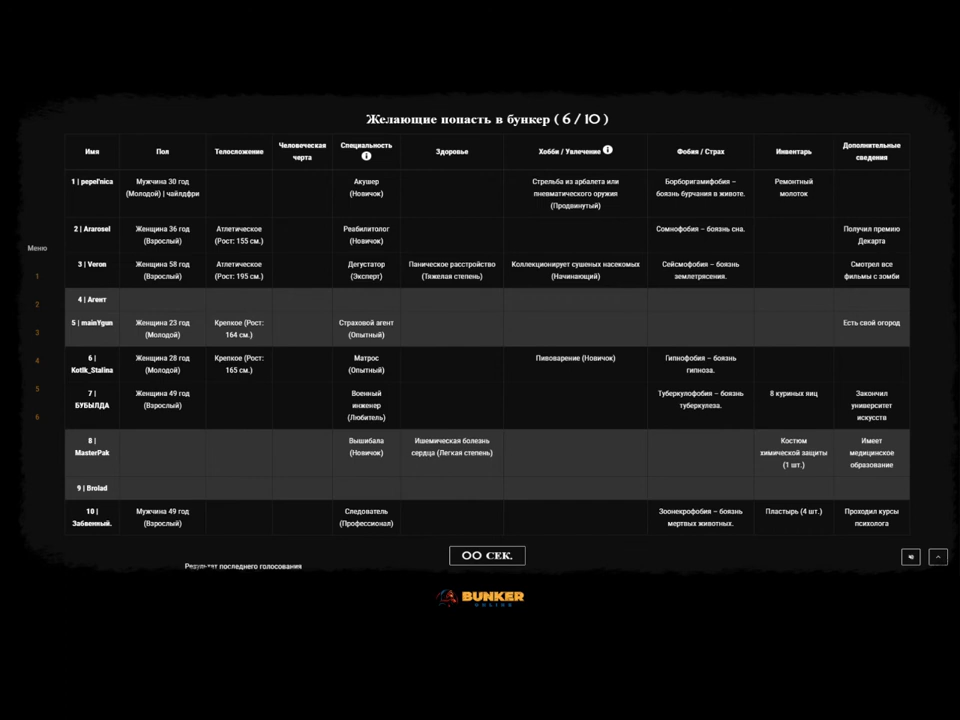 Желающие попасть в бункер ( 6 / 10 )
Имя Пол Телосложение Человеческая черта Специальность Здоровье Хобби / Увлечение Фобия / Страх Инвентарь Дополнительные сведения
1 | pepel'nica Мужчина 30 год (Молодой) | чайлдфри Акушер (Новичок) Стрельба из арбалета или пневматического оружия (Продвинутый) Борборигамифобия – боязнь бурчания в животе. Ремонтный молоток
2 | Ararosel Женщина 36 год (Взрослый) Атлетическое (Рост: 155 см.) Реабилитолог (Новичок) Сомнофобия – боязнь сна. Получил премию Декарта
Меню
3 | Veron Женщина 58 год (Взрослый) Атлетическое (Рост: 195 см.) Дегустатор (Эксперт) Паническое расстройство (Тяжелая степень) Коллекционирует сушеных насекомых (Начинающий) Сейсмофобия – боязнь землетрясения. Смотрел все фильмы с зомби
1
4 | Агент
2
5 | mainYgun Женщина 23 год (Молодой) Крепкое (Рост: 164 см.) Страховой агент (Опытный) Есть свой огород
3
6 | Kotik_Stalina Женщина 28 год (Молодой) Крепкое (Рост: 165 см.) Матрос (Опытный) Пивоварение (Новичок) Гипнофобия – боязнь гипноза.
4
7 | БУБЫЛДА Женщина 49 год (Взрослый) Военный инженер (Любитель) Туберкулофобия – боязнь туберкулеза. 8 куриных яиц Закончил университет искусств
5
6
8 | MasterPak Вышибала (Новичок) Ишемическая болезнь сердца (Легкая степень) Костюм химической защиты (1 шт.) Имеет медицинское образование
9 | Brolad
10 | Забвенный. Мужчина 49 год (Взрослый) Следователь (Профессионал) Зоонекрофобия – боязнь мертвых животных. Пластырь (4 шт.) Проходил курсы психолога
00 СЕК.
Результат последнего голосования
BUNKER
ONLINE